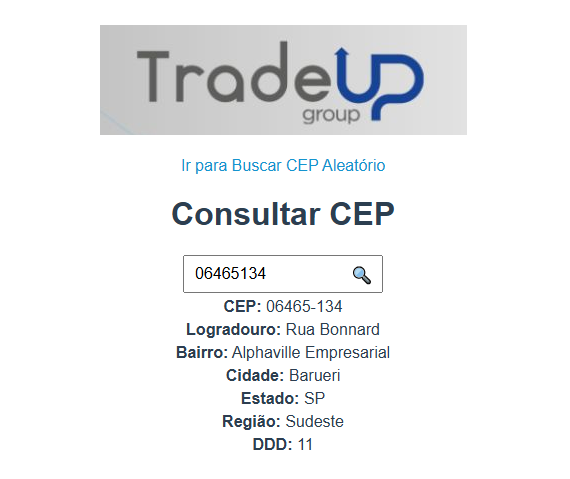 TradeUP
group
Ir para Buscar CEP Aleatório
Consultar CEP
06465134
CEP: 06465-134
Logradouro: Rua Bonnard
Bairro: Alphaville Empresarial
Cidade: Barueri
Estado: SP
Região: Sudeste
DDD: 11